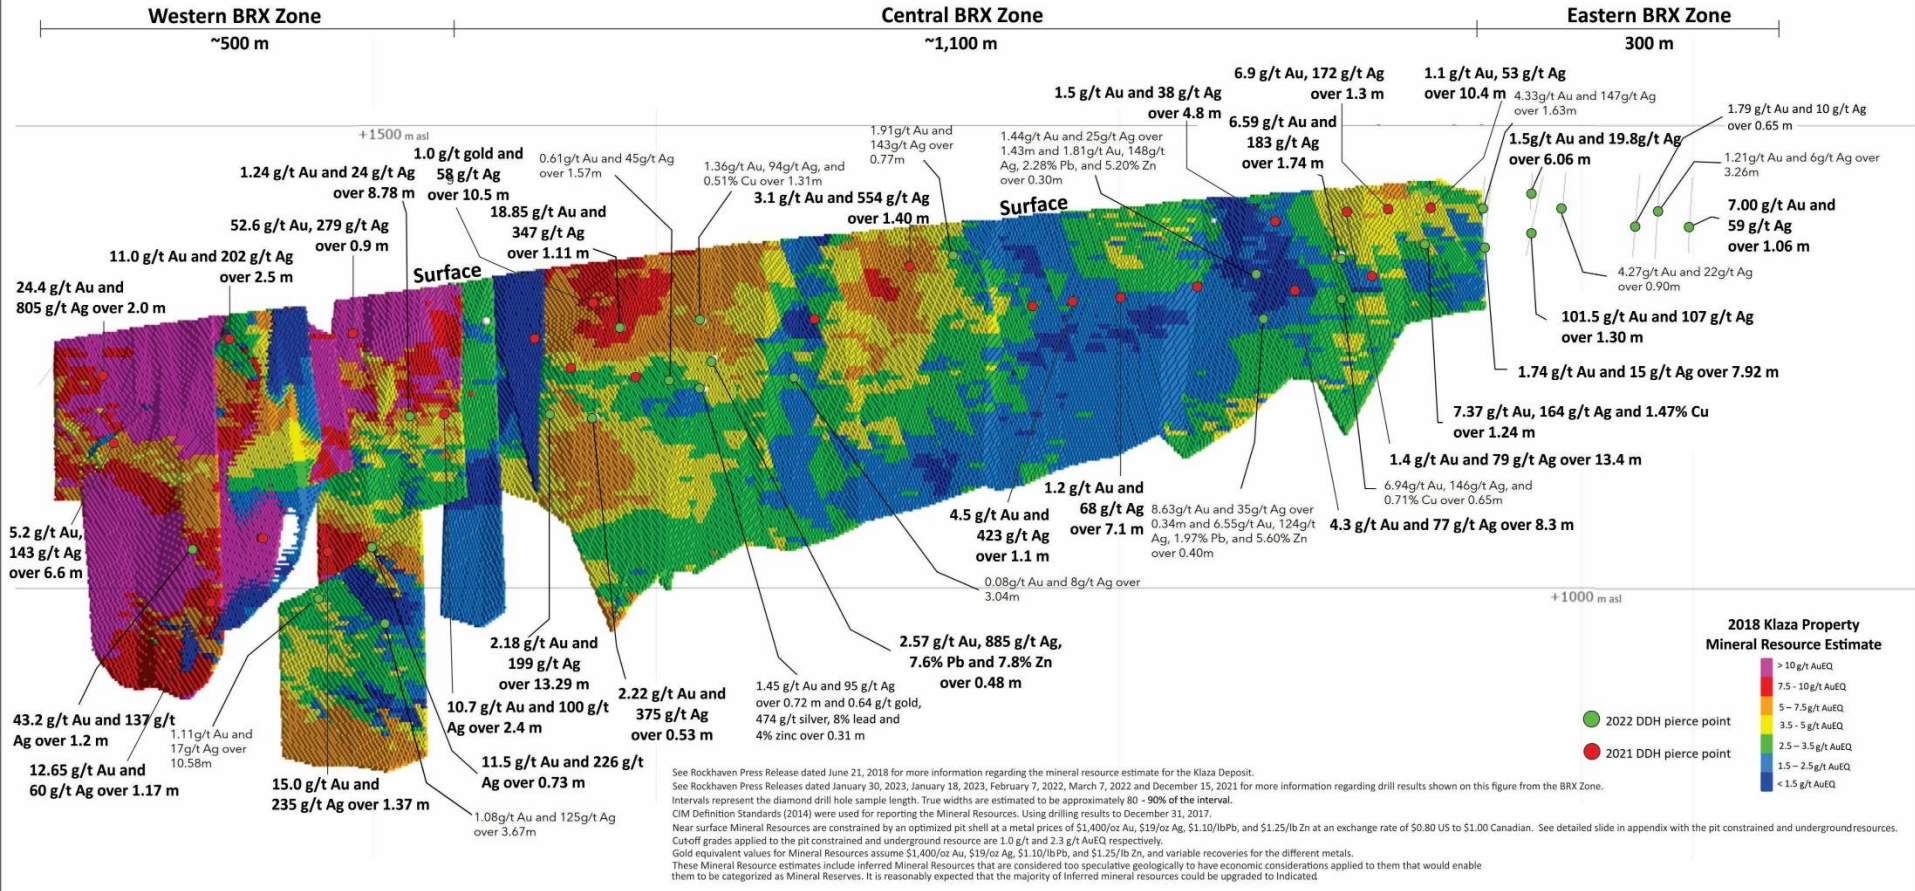 Western BRX Zone
~500 m
Central BRX Zone
~1,100 m
Eastern BRX Zone
300 m
+1500 m asl
24.4 g/t Au and
805 g/t Ag over 2.0 m
11.0 g/t Au and 202 g/t Ag
over 2.5 m
52.6 g/t Au, 279 g/t Ag
over 0.9 m
1.24 g/t Au and 24 g/t Ag
over 8.78 m
1.0 g/t gold and
58 g/t Ag
over 10.5 m
Surface
18.85 g/t Au and
347 g/t Ag
over 1.11 m
0.61g/t Au and 45g/t Ag
over 1.57m
1.36g/t Au, 94g/t Ag, and
0.51% Cu over 1.31m
3.1 g/t Au and 554 g/t Ag
over 1.40 m
1.91g/t Au and
143g/t Ag over
0.77m
Surface
1.44g/t Au and 25g/t Ag over
1.43m and 1.81g/t Au, 148g/t
Ag, 2.28% Pb, and 5.20% Zn
over 0.30m
1.5 g/t Au and 38 g/t Ag
over 4.8 m
6.9 g/t Au, 172 g/t Ag
over 1.3 m
6.59 g/t Au and
183 g/t Ag
over 1.74 m
1.1 g/t Au, 53 g/t Ag
over 10.4 m
4.33g/t Au and 147g/t Ag
over 1.63m
1.5g/t Au and 19.8g/t Ag
over 6.06 m
1.79 g/t Au and 10 g/t Ag
over 0.65 m
1.21g/t Au and 6g/t Ag over
3.26m
7.00 g/t Au and
59 g/t Ag
over 1.06 m
4.27g/t Au and 22g/t Ag
over 0.90m
101.5 g/t Au and 107 g/t Ag
over 1.30 m
1.74 g/t Au and 15 g/t Ag over 7.92 m
7.37 g/t Au, 164 g/t Ag and 1.47% Cu
over 1.24 m
1.4 g/t Au and 79 g/t Ag over 13.4 m
6.94g/t Au, 146g/t Ag, and
0.71% Cu over 0.65m
4.3 g/t Au and 77 g/t Ag over 8.3 m
8.63g/t Au and 35g/t Ag over
0.34m and 6.55g/t Au, 124g/t
Ag, 1.97% Pb, and 5.60% Zn
over 0.40m
1.2 g/t Au and
68 g/t Ag
over 7.1 m
4.5 g/t Au and
423 g/t Ag
over 1.1 m
0.08g/t Au and 8g/t Ag over
3.04m
+1000 m asl
5.2 g/t Au,
143 g/t Ag
over 6.6 m
43.2 g/t Au and 137 g/t
Ag over 1.2 m
12.65 g/t Au and
60 g/t Ag over 1.17 m
1.11g/t Au and
17g/t Ag over
10.58m
15.0 g/t Au and
235 g/t Ag over 1.37 m
1.08g/t Au and 125g/t Ag
over 3.67m
11.5 g/t Au and 226 g/t
Ag over 0.73 m
10.7 g/t Au and 100 g/t
Ag over 2.4 m
2.18 g/t Au and
199 g/t Ag
over 13.29 m
2.22 g/t Au and
375 g/t Ag
over 0.53 m
1.45 g/t Au and 95 g/t Ag
over 0.72 m and 0.64 g/t gold,
474 g/t silver, 8% lead and
4% zinc over 0.31 m
2.57 g/t Au, 885 g/t Ag,
7.6% Pb and 7.8% Zn
over 0.48 m
2022 DDH pierce point
2021 DDH pierce point
2018 Klaza Property
Mineral Resource Estimate
> 10 g/t AuEQ
7.5 - 10 g/t AuEQ
5 – 7.5 g/t AuEQ
3.5 - 5 g/t AuEQ
2.5 – 3.5g/t AuEQ
1.5 – 2.5g/t AuEQ
< 1.5 g/t AuEQ
See Rockhaven Press Release dated June 21, 2018 for more information regarding the mineral resource estimate for the Klaza Deposit.
See Rockhaven Press Releases dated January 30, 2023, January 18, 2023, February 7, 2022, March 7, 2022 and December 15, 2021 for more information regarding drill results shown on this figure from the BRX Zone.
Intervals represent the diamond drill hole sample length. True widths are estimated to be approximately 80 - 90% of the interval.
CIM Definition Standards (2014) were used for reporting the Mineral Resources. Using drilling results to December 31, 2017.
Near surface Mineral Resources are constrained by an optimized pit shell at a metal prices of $1,400/oz Au, $19/oz Ag, $1.10/lbPb, and $1.25/lb Zn at an exchange rate of $0.80 US to $1.00 Canadian. See detailed slide in appendix with the pit constrained and underground resources.
Cutoff grades applied to the pit constrained and underground resource are 1.0 g/t and 2.3 g/t AuEQ respectively.
Gold equivalent values for Mineral Resources assume $1,400/oz Au, $19/oz Ag, $1.10/lb Pb, and $1.25/lb Zn, and variable recoveries for the different metals.
These Mineral Resource estimates include inferred Mineral Resources that are considered too speculative geologically to have economic considerations applied to them that would enable
them to be categorized as Mineral Reserves. It is reasonably expected that the majority of Inferred mineral resources could be upgraded to Indicated.